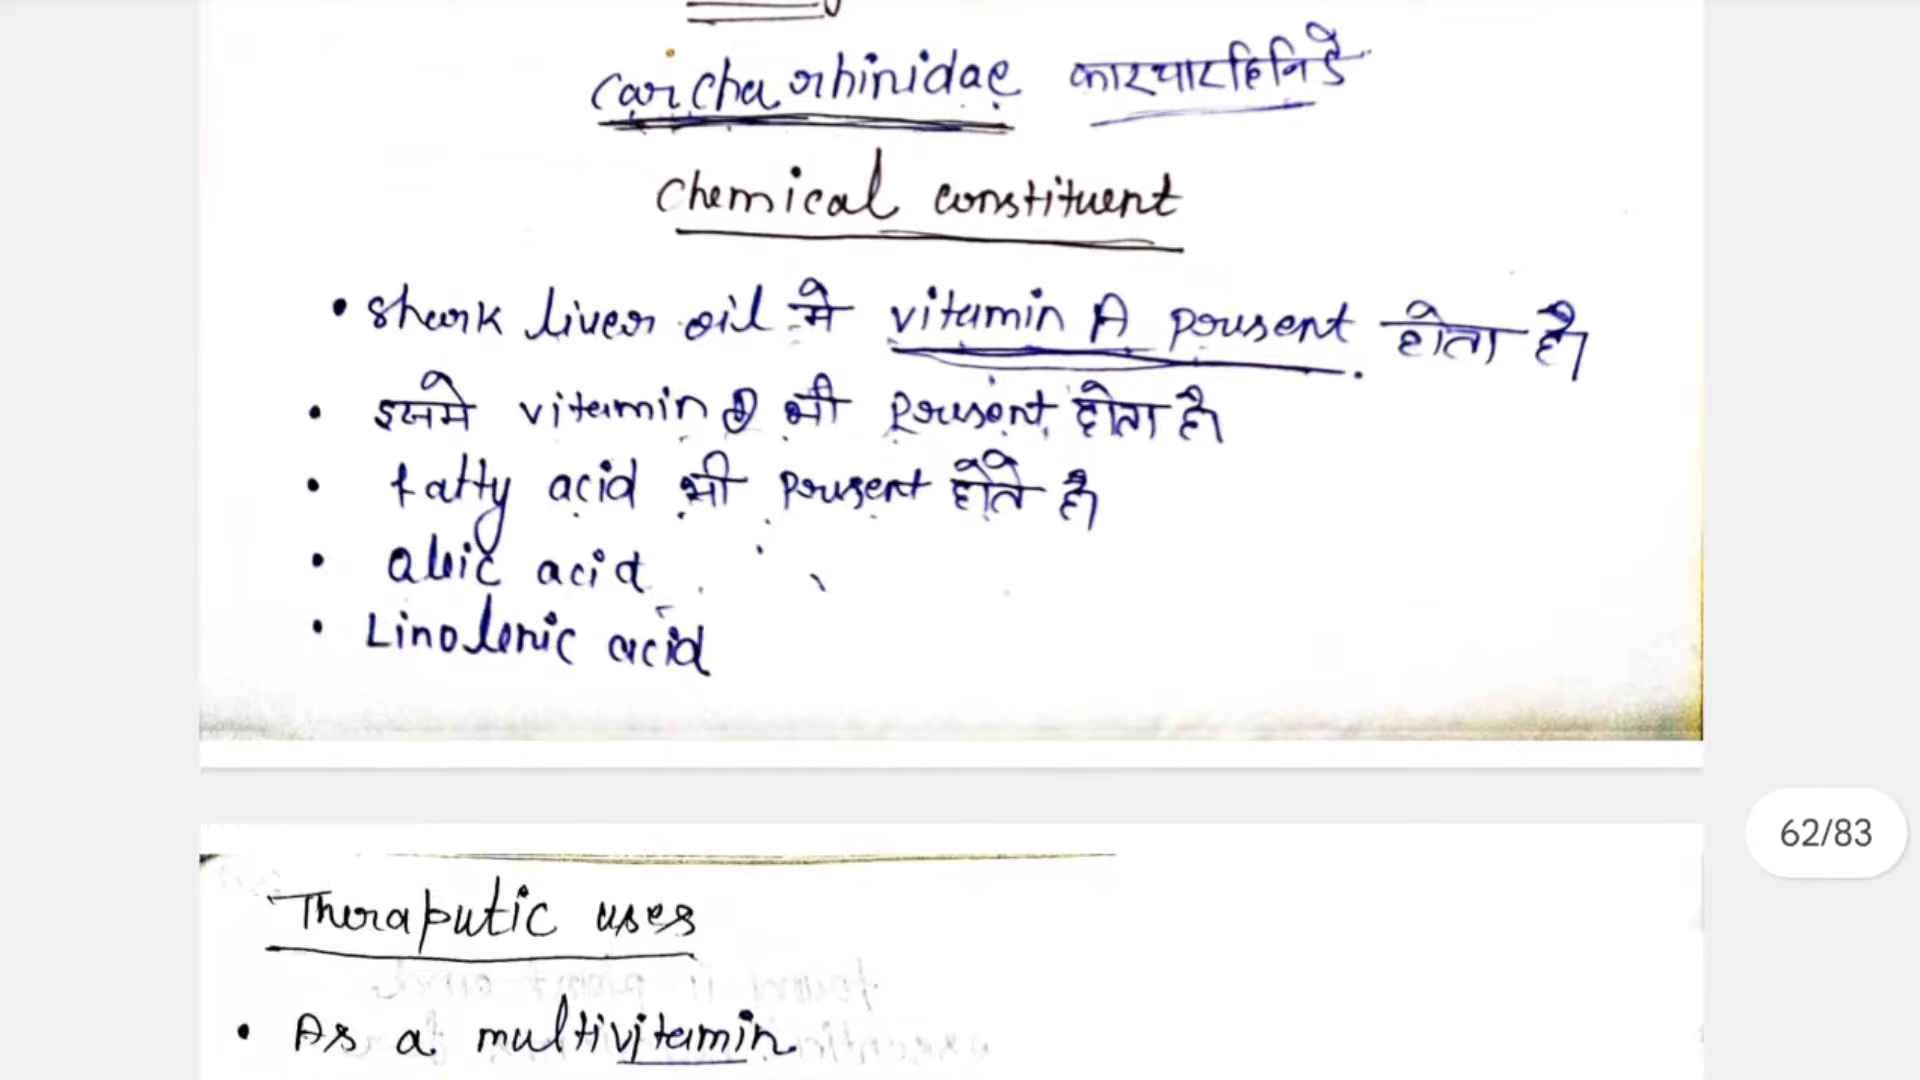 Carcharhinidae कारचारहिनिडे
Chemical constituent
• Shark liver oil मे vitamin A present होता है।
• इसमे vitamin D भी present होता है।
• fatty acid भी present होते है।
• Oleic acid
• Linolenic acid
62/83
Theraputic uses
• As a multivitamin